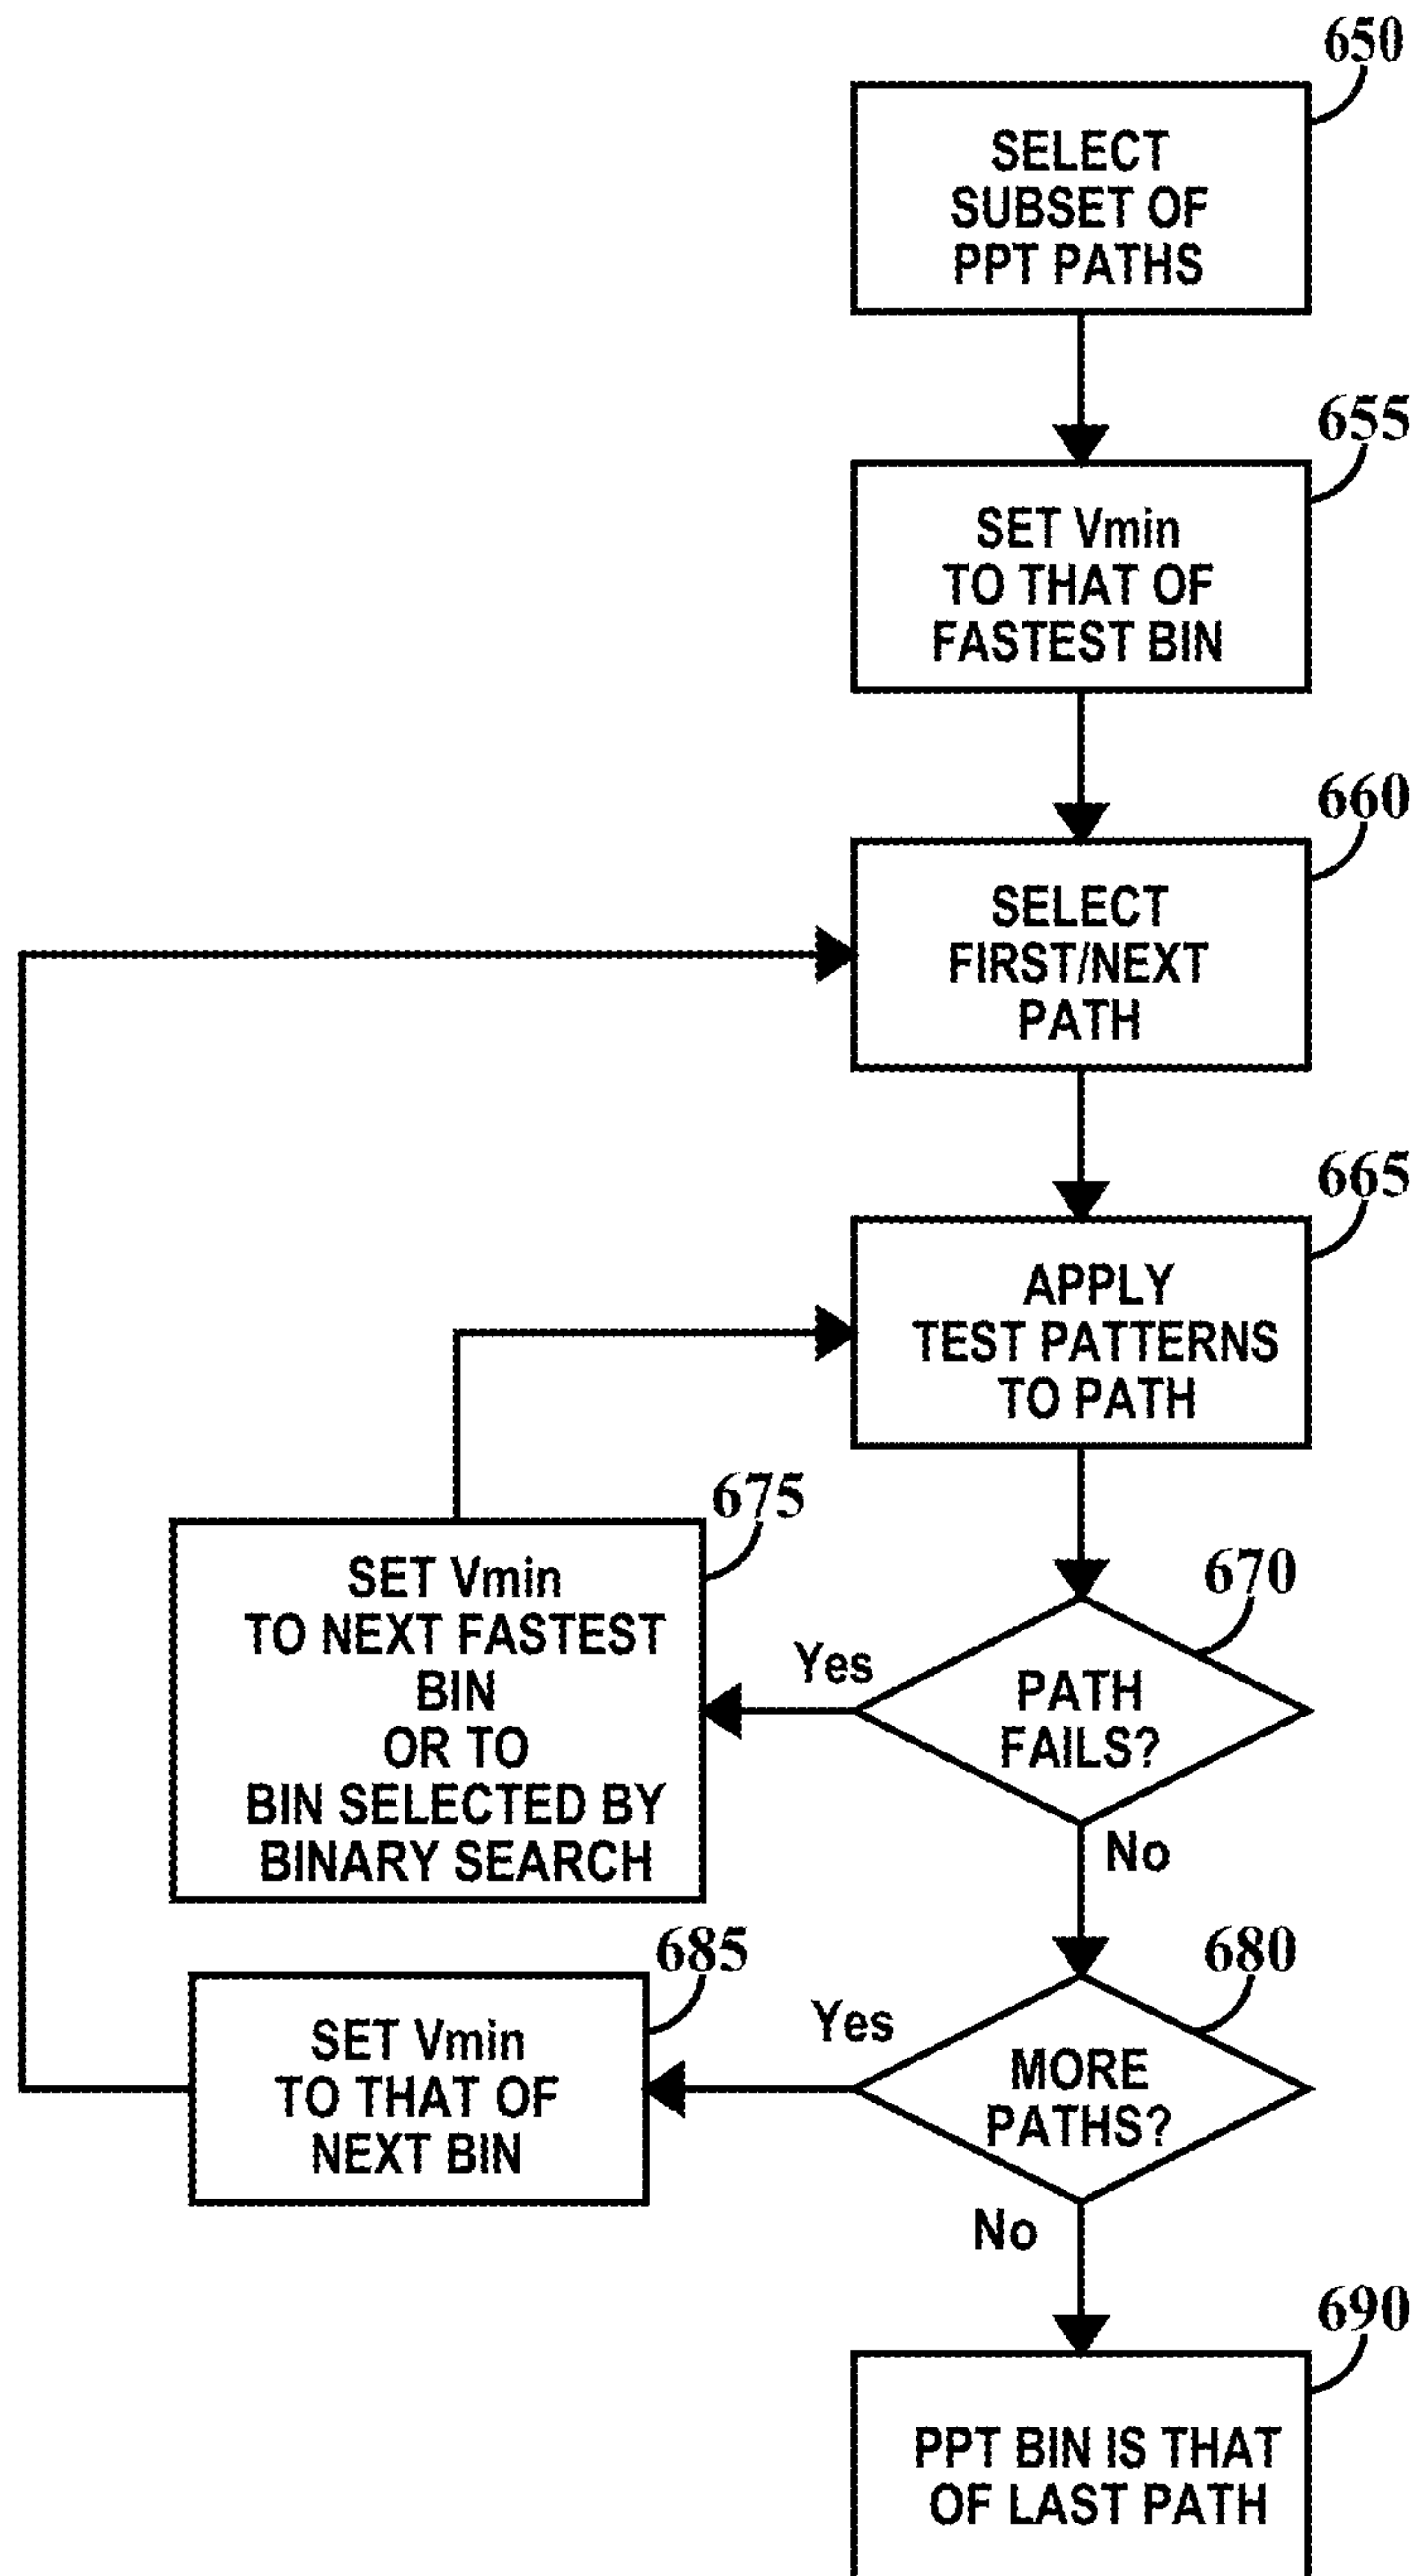 650
SELECT
SUBSET OF
PPT PATHS
655
SET Vmin
TO THAT OF
FASTEST BIN
660
SELECT
FIRST/NEXT
PATH
665
APPLY
TEST PATTERNS
TO PATH
675
SET Vmin
TO NEXT FASTEST
BIN
OR TO
BIN SELECTED BY
BINARY SEARCH
670
Yes
PATH
FAILS?
No
685
SET Vmin
TO THAT OF
NEXT BIN
680
Yes
MORE
PATHS?
No
690
PPT BIN IS THAT
OF LAST PATH